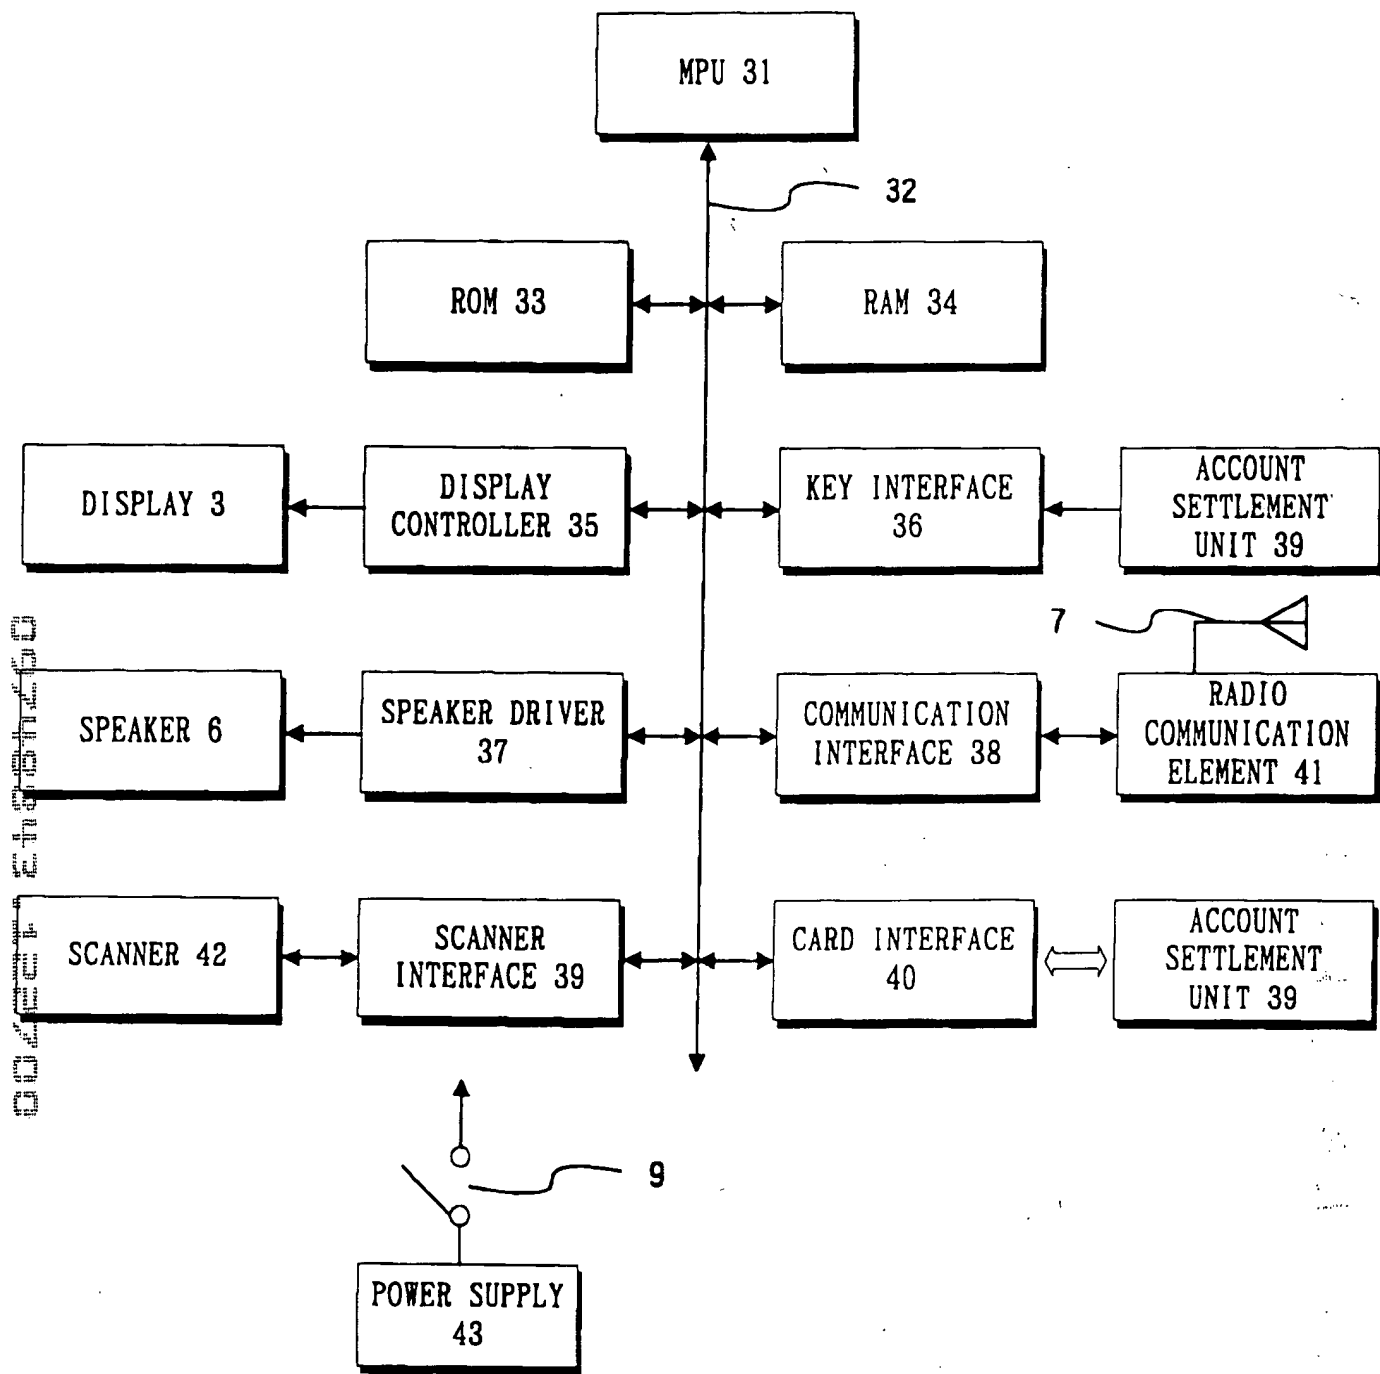 MPU 31
32
ROM 33
RAM 34
DISPLAY 3
DISPLAY
CONTROLLER 35
KEY INTERFACE
36
ACCOUNT
SETTLEMENT
UNIT 39
7
SPEAKER 6
SPEAKER DRIVER
37
COMMUNICATION
INTERFACE 38
RADIO
COMMUNICATION
ELEMENT 41
SCANNER 42
SCANNER
INTERFACE 39
CARD INTERFACE
40
ACCOUNT
SETTLEMENT
UNIT 39
9
POWER SUPPLY
43